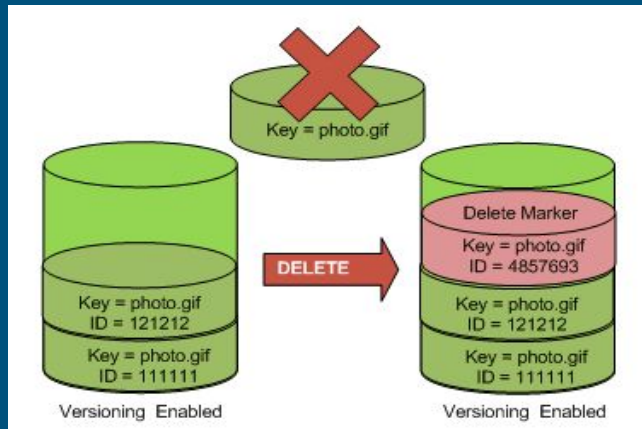 Key = photo.gif
Delete Marker
Key = photo.gif
ID = 4857693
DELETE
Key = photo.gif
ID = 121212
Key = photo.gif
ID = 121212
Key = photo.gif
ID = 111111
Key = photo.gif
ID = 111111
Versioning Enabled
Versioning Enabled